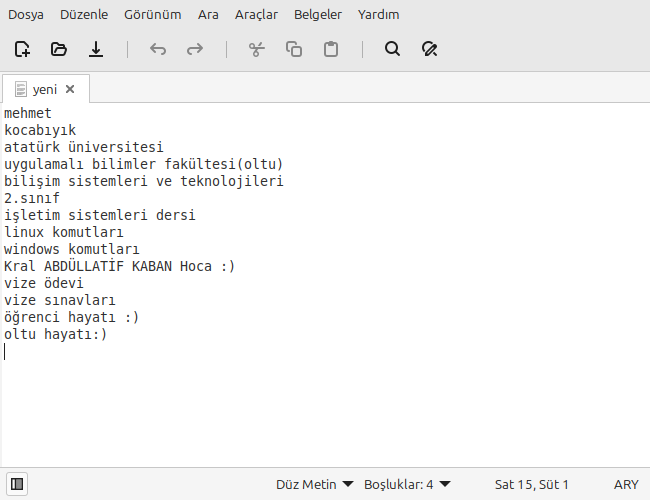 Dosya Düzenle Görünüm Ara Araçlar Belgeler Yardım
yeni
mehmet
kocabıyık
atatürk üniversitesi
uygulamalı bilimler fakültesi(oltu)
bilişim sistemleri ve teknolojileri
2.sınıf
işletim sistemleri dersi
linux komutları
windows komutları
Kral ABDÜLLATİF KABAN Hoca :)
vize ödevi
vize sınavları
öğrenci hayatı :)
oltu hayatı:)
Düz Metin Boşluklar: 4 Sat 15, Süt 1 ARY